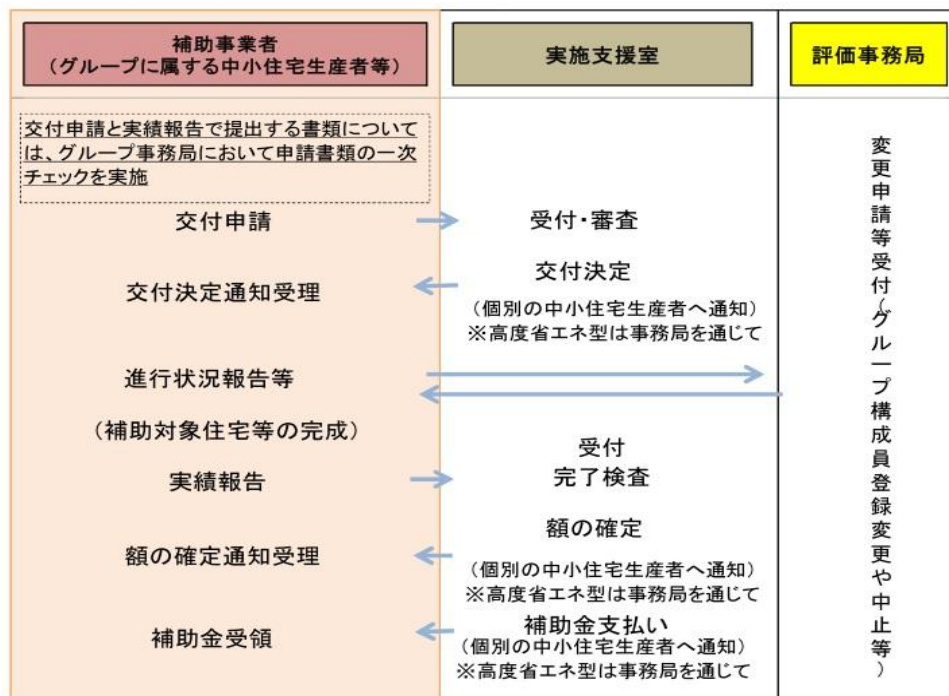 補助事業者
（グループに属する中小住宅生産者等）
実施支援室
評価事務局
交付申請と実績報告で提出する書類について
は、グループ事務局において申請書類の一次
チェックを実施
交付申請
受付・審査
交付決定
交付決定通知受理
（個別の中小住宅生産者へ通知）
※高度省エネ型は事務局を通じて
進行状況報告等
（補助対象住宅等の完成）
受付
実績報告
完了検査
額の確定
額の確定通知受理
（個別の中小住宅生産者へ通知）
※高度省エネ型は事務局を通じて
補助金受領
補助金支払い
（個別の中小住宅生産者へ通知）
※高度省エネ型は事務局を通じて
変更申請等受付（グループ構成員登録変更や中止等）